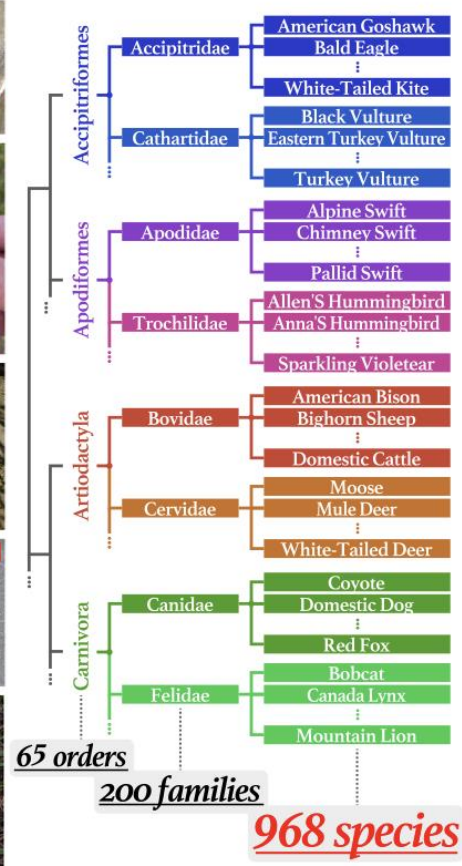 Accipitriformes
Accipitridae
American Goshawk
Bald Eagle
White-Tailed Kite
Cathartidae
Black Vulture
Eastern Turkey Vulture
Turkey Vulture
Apodiformes
Apodidae
Alpine Swift
Chimney Swift
Pallid Swift
Trochilidae
Allen'S Hummingbird
Anna'S Hummingbird
Sparkling Violetear
Artiodactyla
Bovidae
American Bison
Bighorn Sheep
Domestic Cattle
Cervidae
Moose
Mule Deer
White-Tailed Deer
Carnivora
Canidae
Coyote
Domestic Dog
Red Fox
Felidae
Bobcat
Canada Lynx
Mountain Lion
65 orders
200 families
968 species